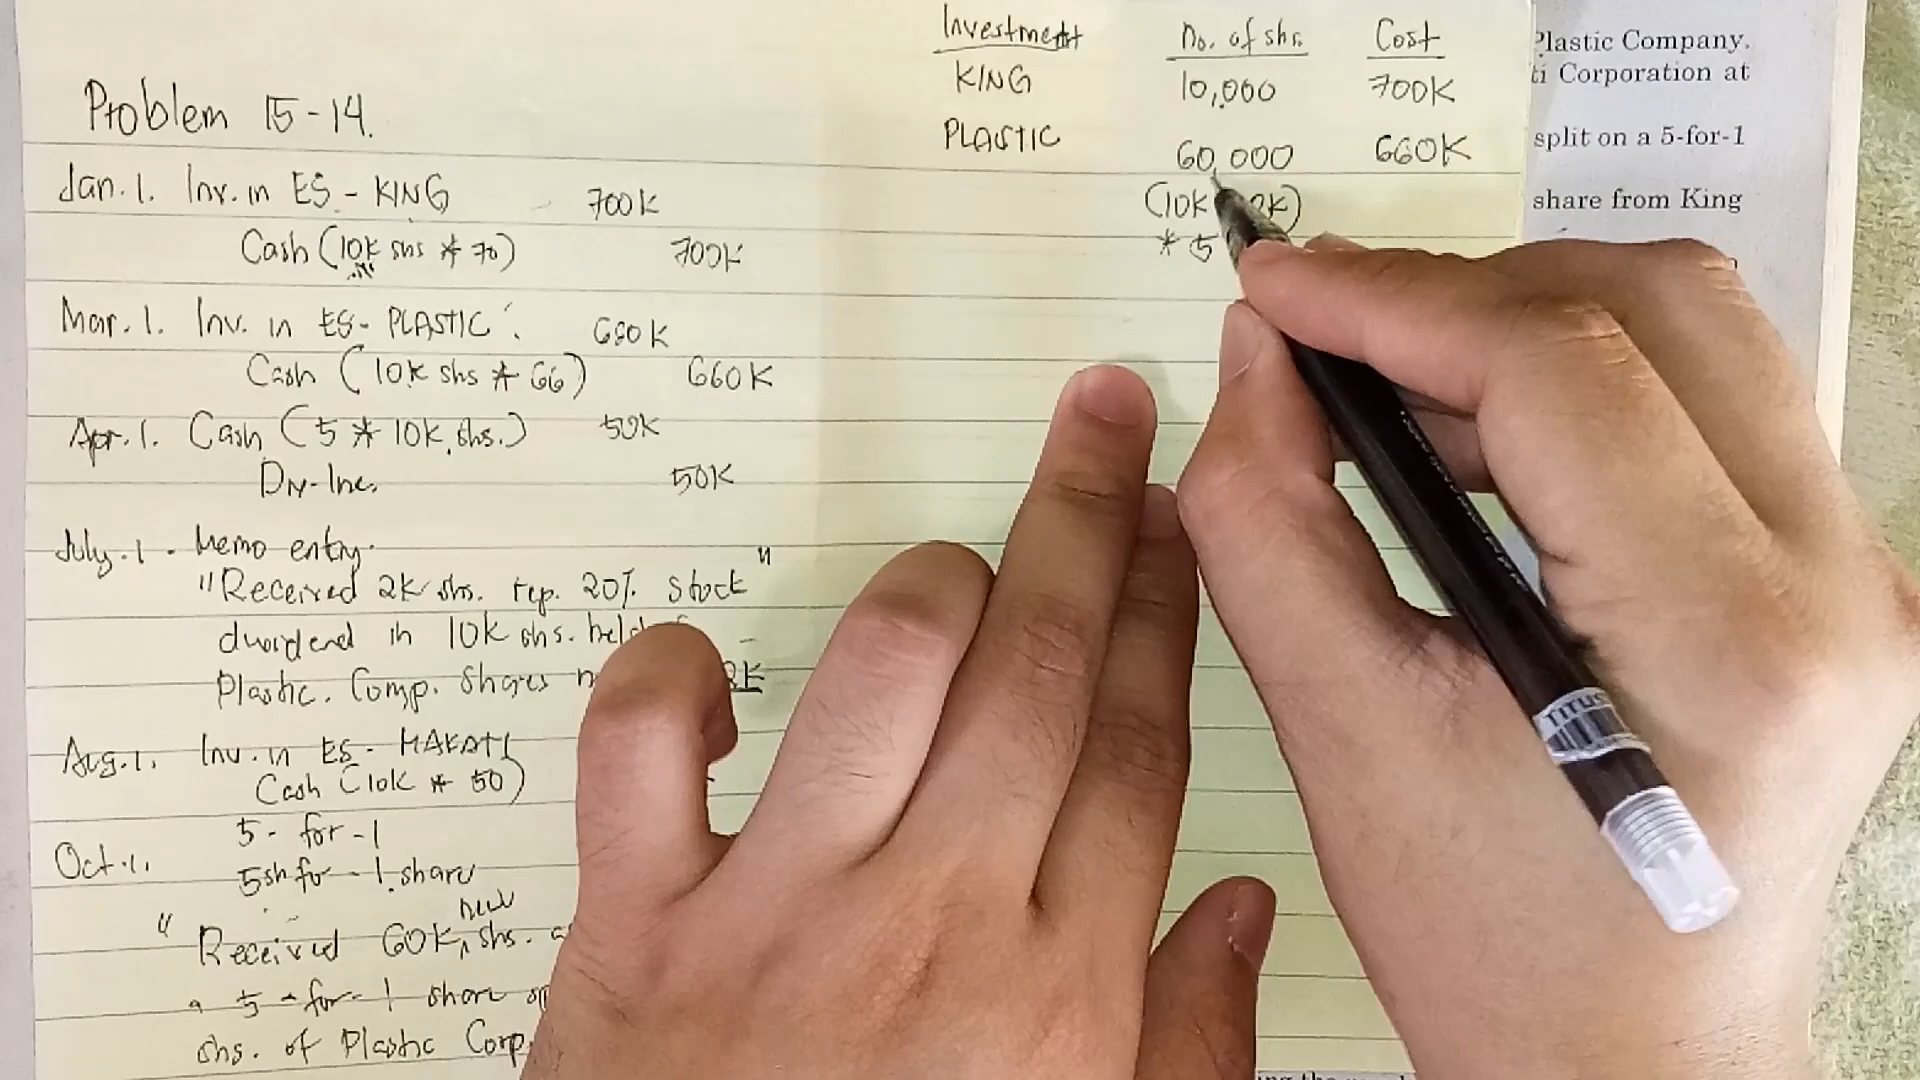 Problem 15-14.
Jan. 1. Inv. in ES - KING 700K
Cash (10K shs * 70) 700K
Mar. 1. Inv. in ES - PLASTIC. 660K
Cash (10K shs * 66) 660K
Apr. 1. Cash (5 * 10K shs.) 50K
Div-Inc. 50K
July. 1 - Memo entry.
"Received 2K shs. rep. 20% stock"
dividend in 10K shs. held
Plastic. Comp. Shares
Aug. 1. Inv. in ES - MAKATI
Cash (10K * 50)
5 - for - 1
Oct. 1.
5sh for - 1 share
new
"Received 60K shs.
a 5 - for - 1 share
shs. of Plastic Corp.
Investment No. of shs. Cost
KING 10,000 700K
PLASTIC 60,000 660K
(10K K)
* 5
Plastic Company.
ti Corporation at
split on a 5-for-1
share from King